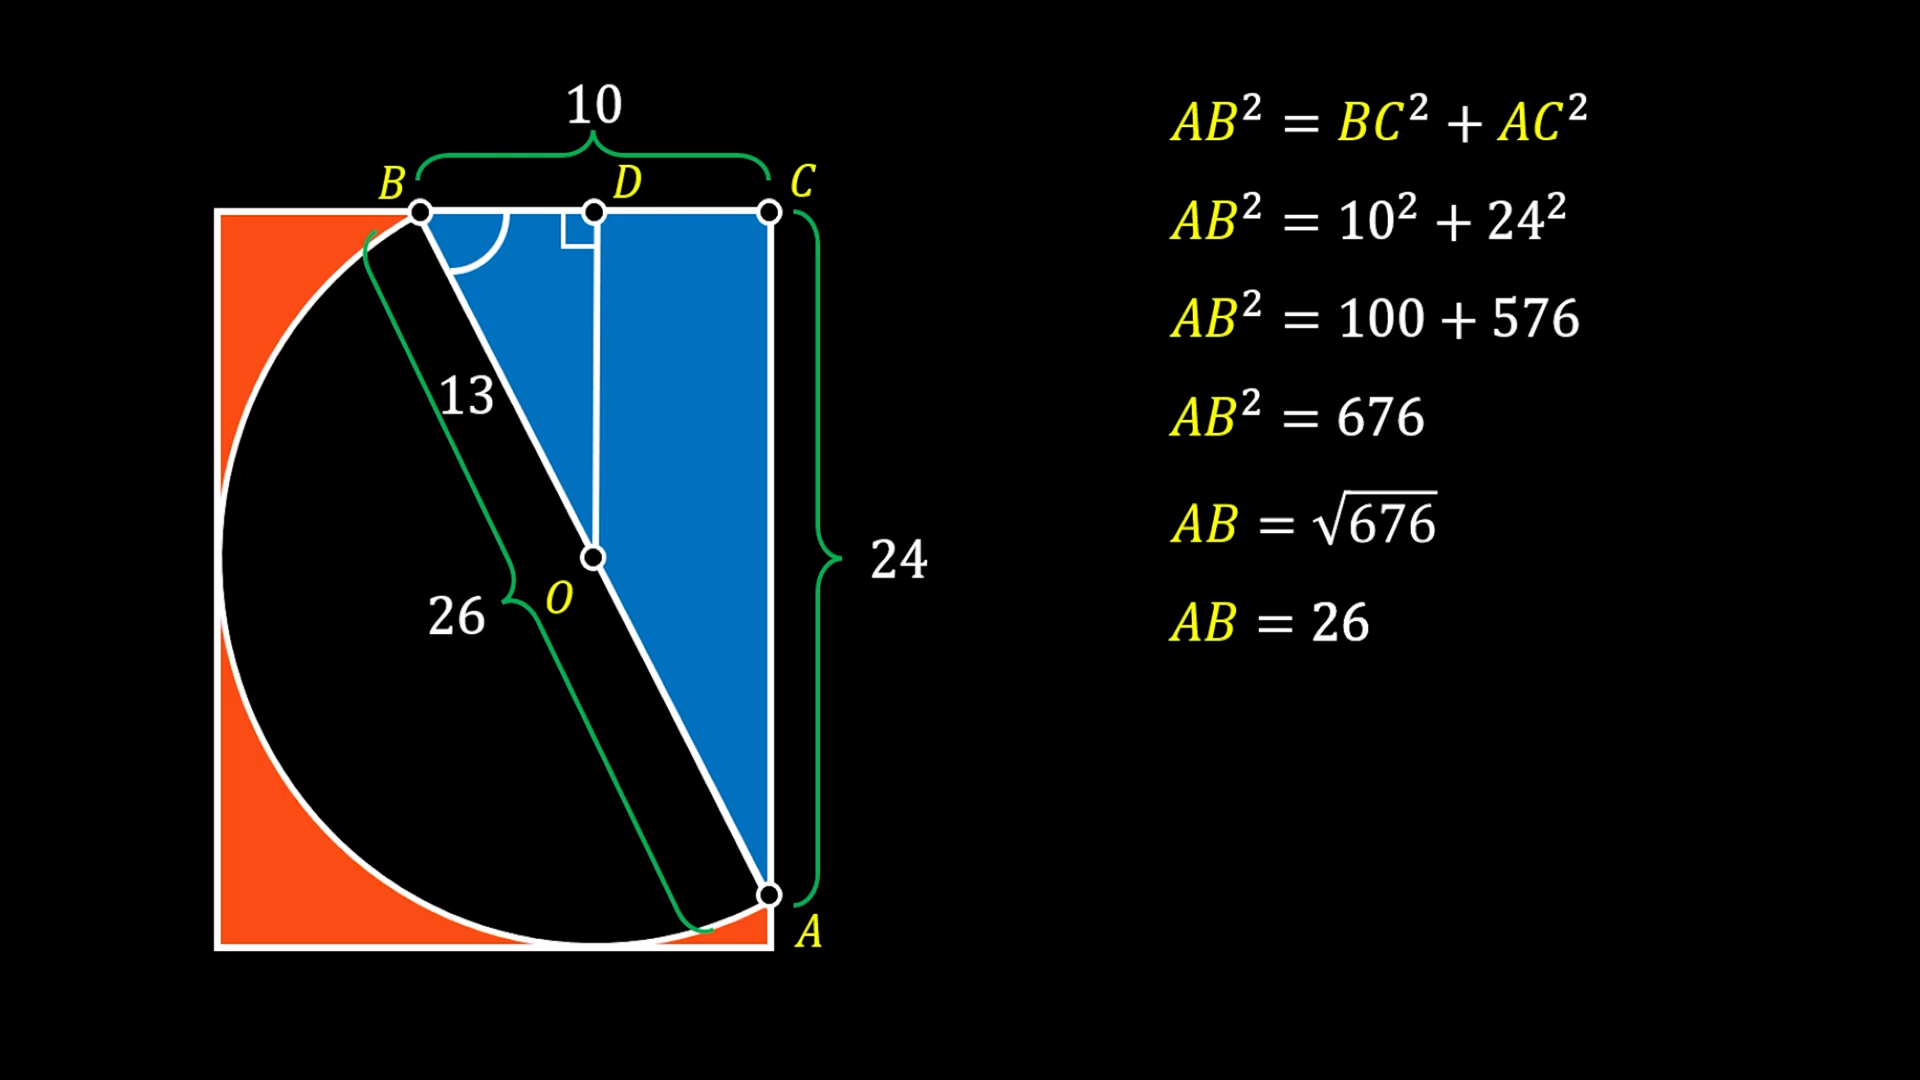 10
B D C
13
26
O
24
A
AB² = BC² + AC²
AB² = 10² + 24²
AB² = 100 + 576
AB² = 676
AB = √676
AB = 26